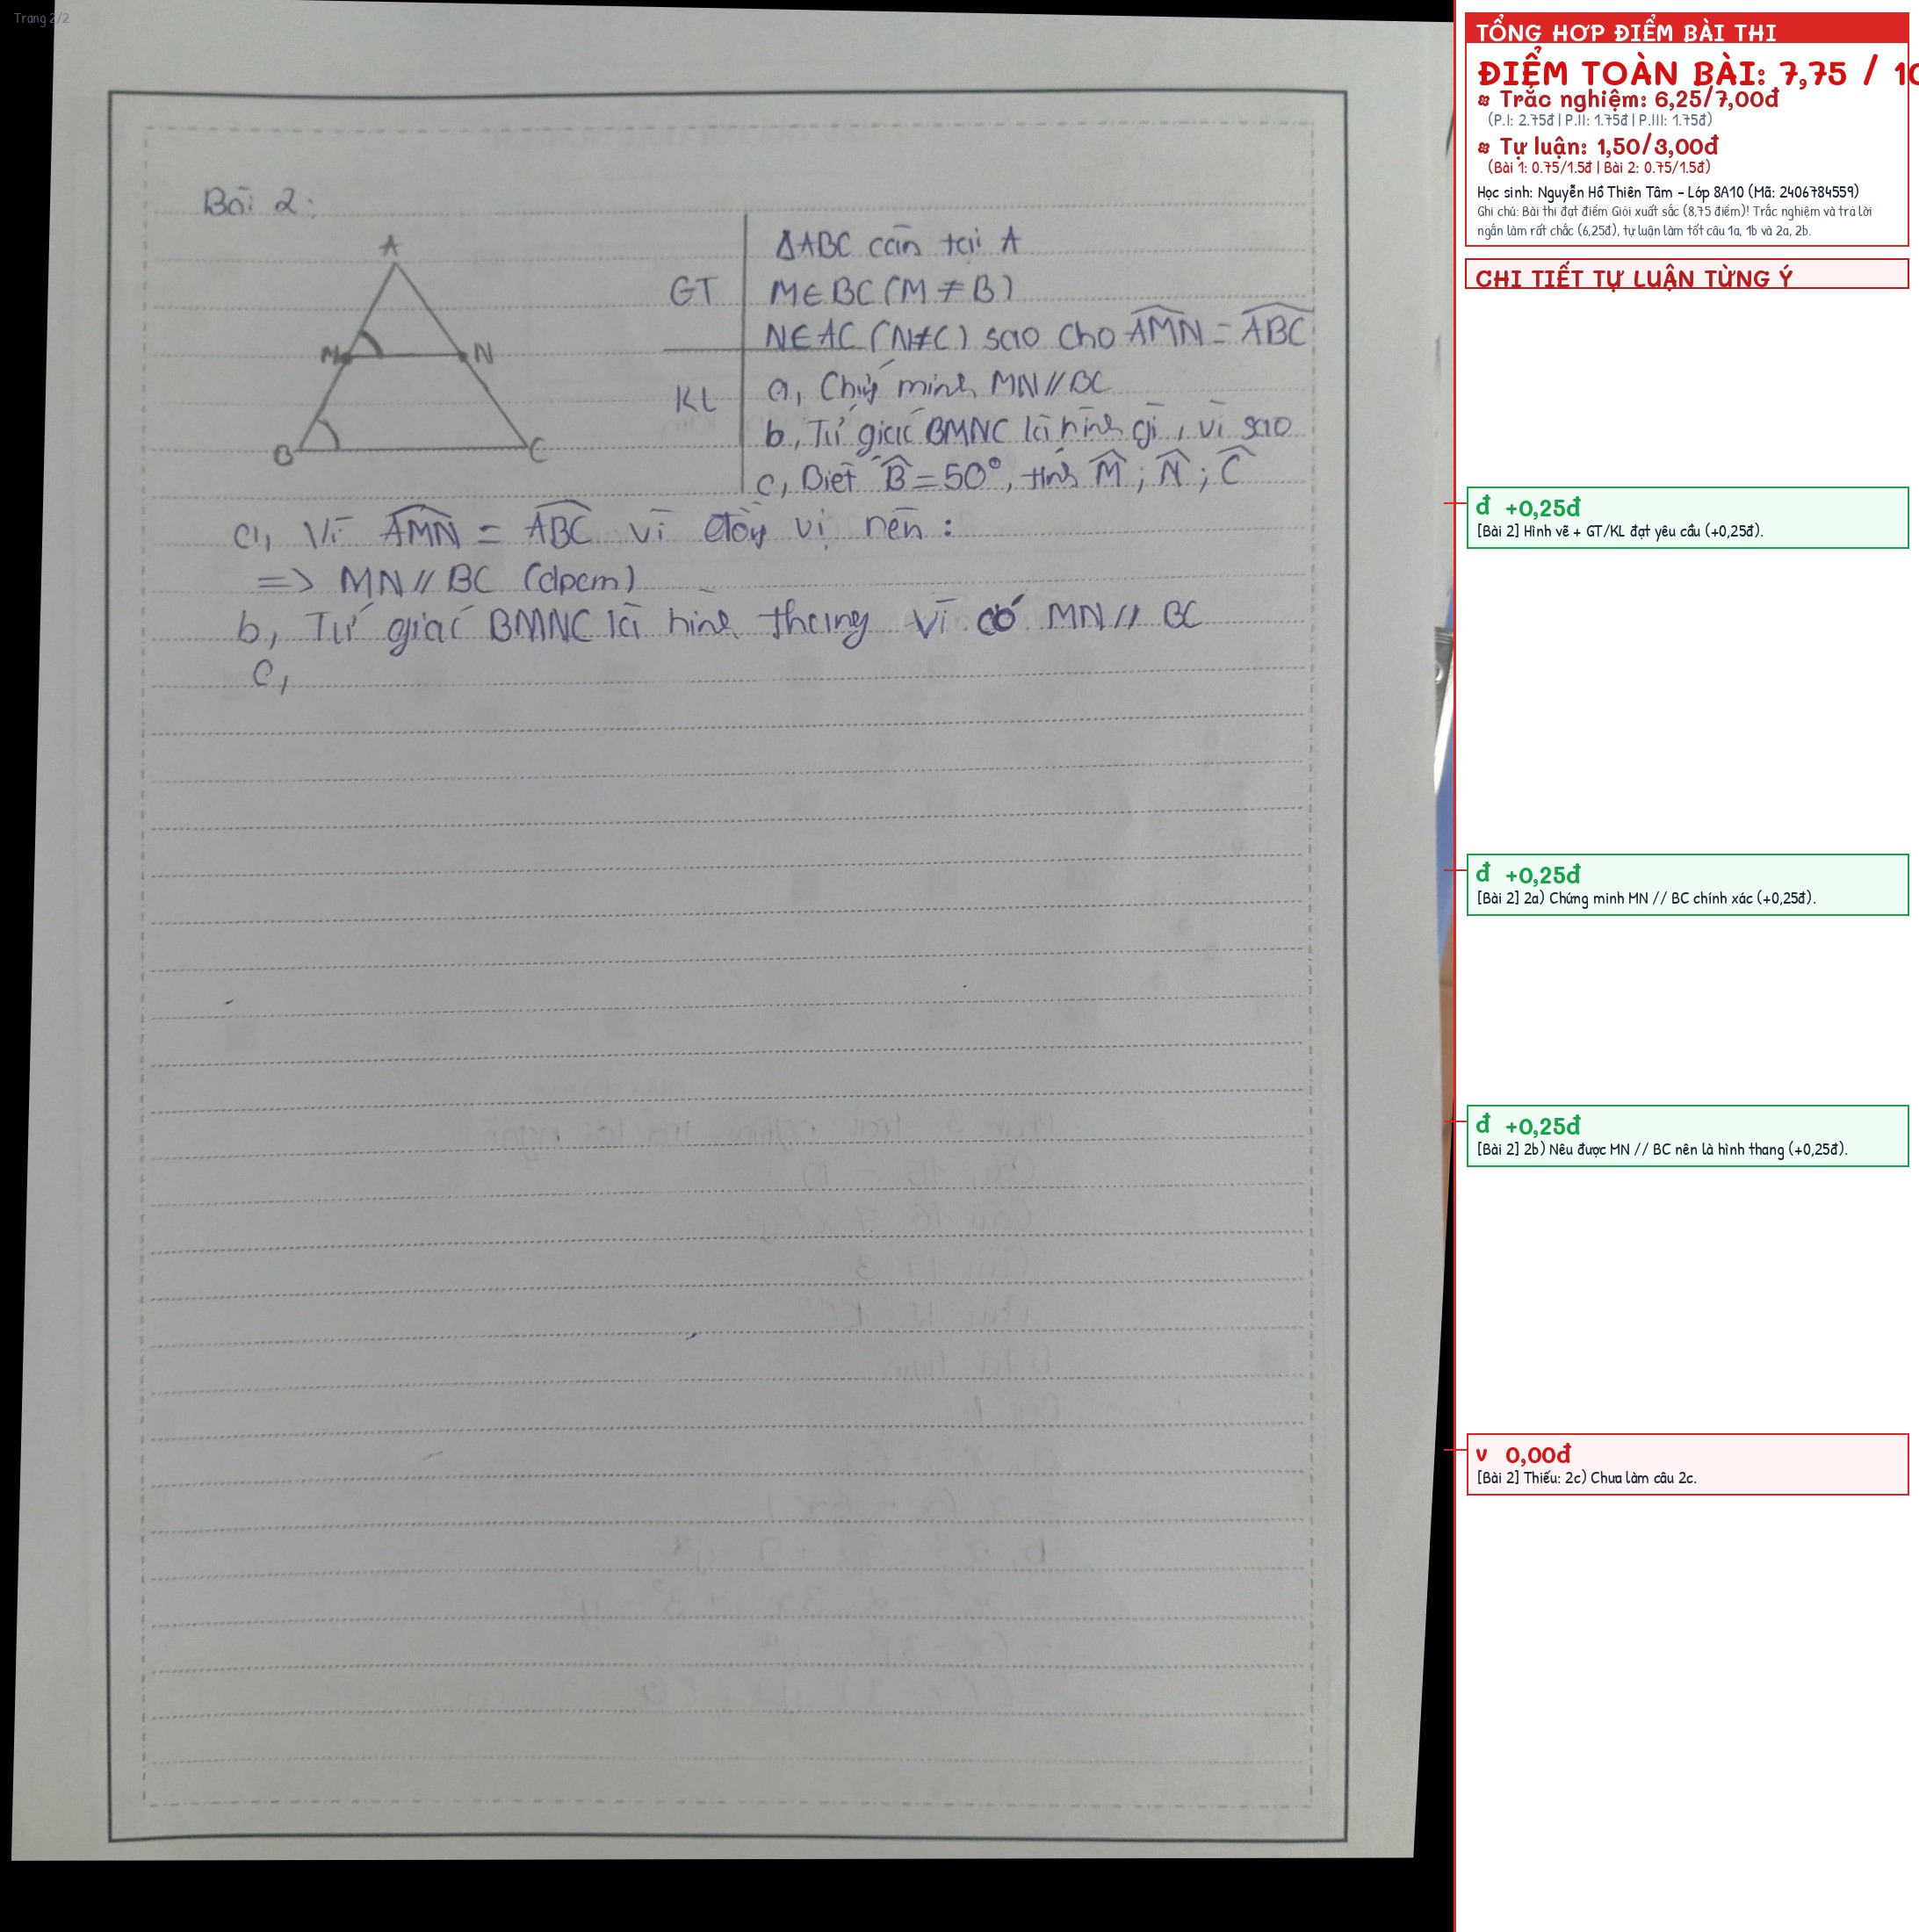 Trang 2/2
Bài 2:
A
M
N
B
C
GT
ΔABC cân tại A
M∈BC (M ≠ B)
N∈AC (N≠C) sao cho AMN = ABC
KL
a, Chứg minh MN // BC
b, Tứ giác BMNC là hình gì, vì sao
c, Biết B = 50°, tính M ; N ; C
a, Vì AMN = ABC vì đồg vị nên :
=> MN // BC (dpcm)
b, Tứ giác BMNC là hình thang vì có MN // BC
c,
TỔNG HỢP ĐIỂM BÀI THI
ĐIỂM TOÀN BÀI: 7,75 / 10
Trắc nghiệm: 6,25/7,00đ
(P.I: 2.75đ | P.II: 1.75đ | P.III: 1.75đ)
Tự luận: 1,50/3,00đ
(Bài 1: 0.75/1.5đ | Bài 2: 0.75/1.5đ)
Học sinh: Nguyễn Hồ Thiên Tâm - Lớp 8A10 (Mã: 2406784559)
Ghi chú: Bài thi đạt điểm Giỏi xuất sắc (8,75 điểm)! Trắc nghiệm và trả lời
ngắn làm rất chắc (6,25đ), tự luận làm tốt câu 1a, 1b và 2a, 2b.
CHI TIẾT TỰ LUẬN TỪNG Ý
đ +0,25đ
[Bài 2] Hình vẽ + GT/KL đạt yêu cầu (+0,25đ).
đ +0,25đ
[Bài 2] 2a) Chứng minh MN // BC chính xác (+0,25đ).
đ +0,25đ
[Bài 2] 2b) Nêu được MN // BC nên là hình thang (+0,25đ).
v 0,00đ
[Bài 2] Thiếu: 2c) Chưa làm câu 2c.